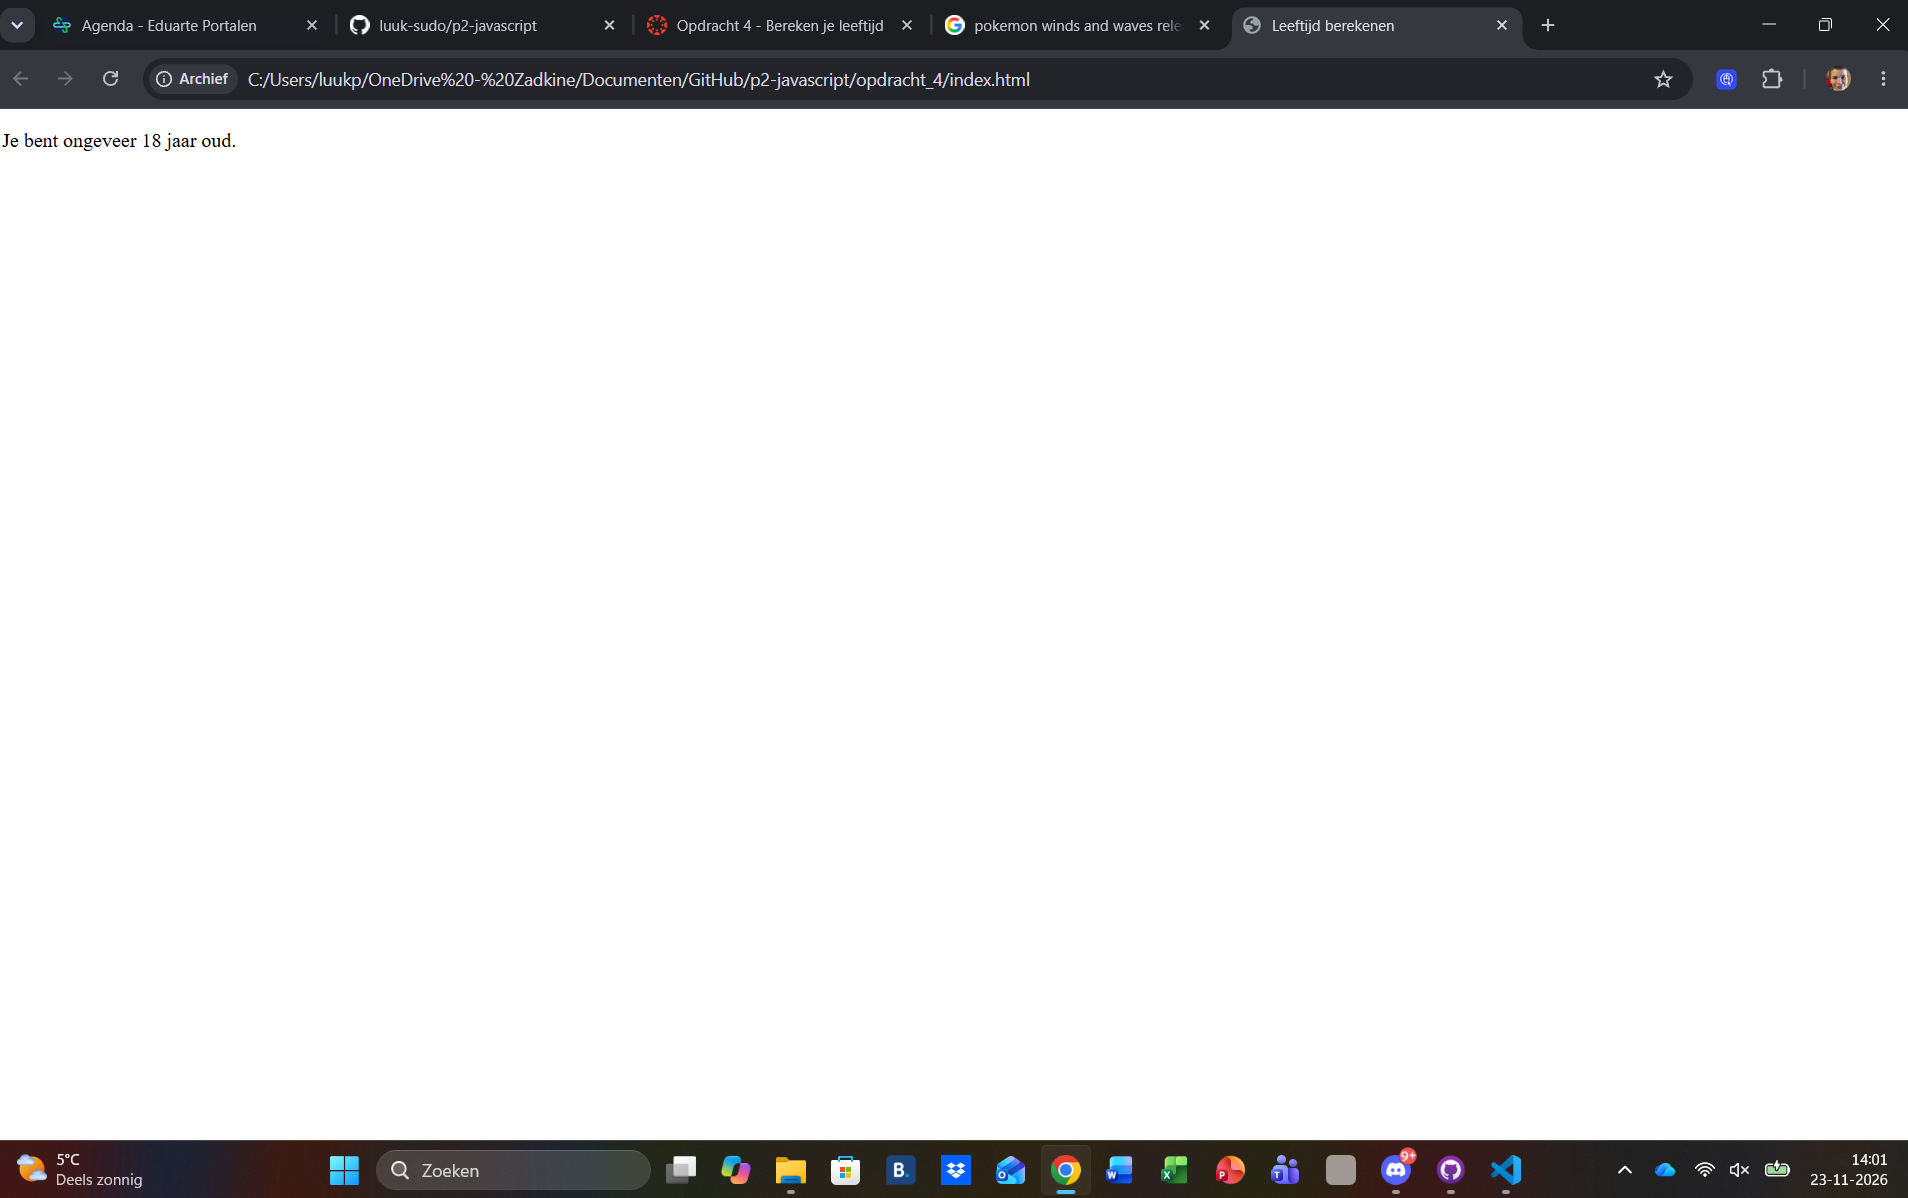 Agenda - Eduarte Portalen
luuk-sudo/p2-javascript
Opdracht 4 - Bereken je leeftijd
pokemon winds and waves rele
Leeftijd berekenen
Archief
C:/Users/luukp/OneDrive%20-%20Zadkine/Documenten/GitHub/p2-javascript/opdracht_4/index.html
Je bent ongeveer 18 jaar oud.
5°C
Deels zonnig
Zoeken
B.
9+
14:01
23-11-2026